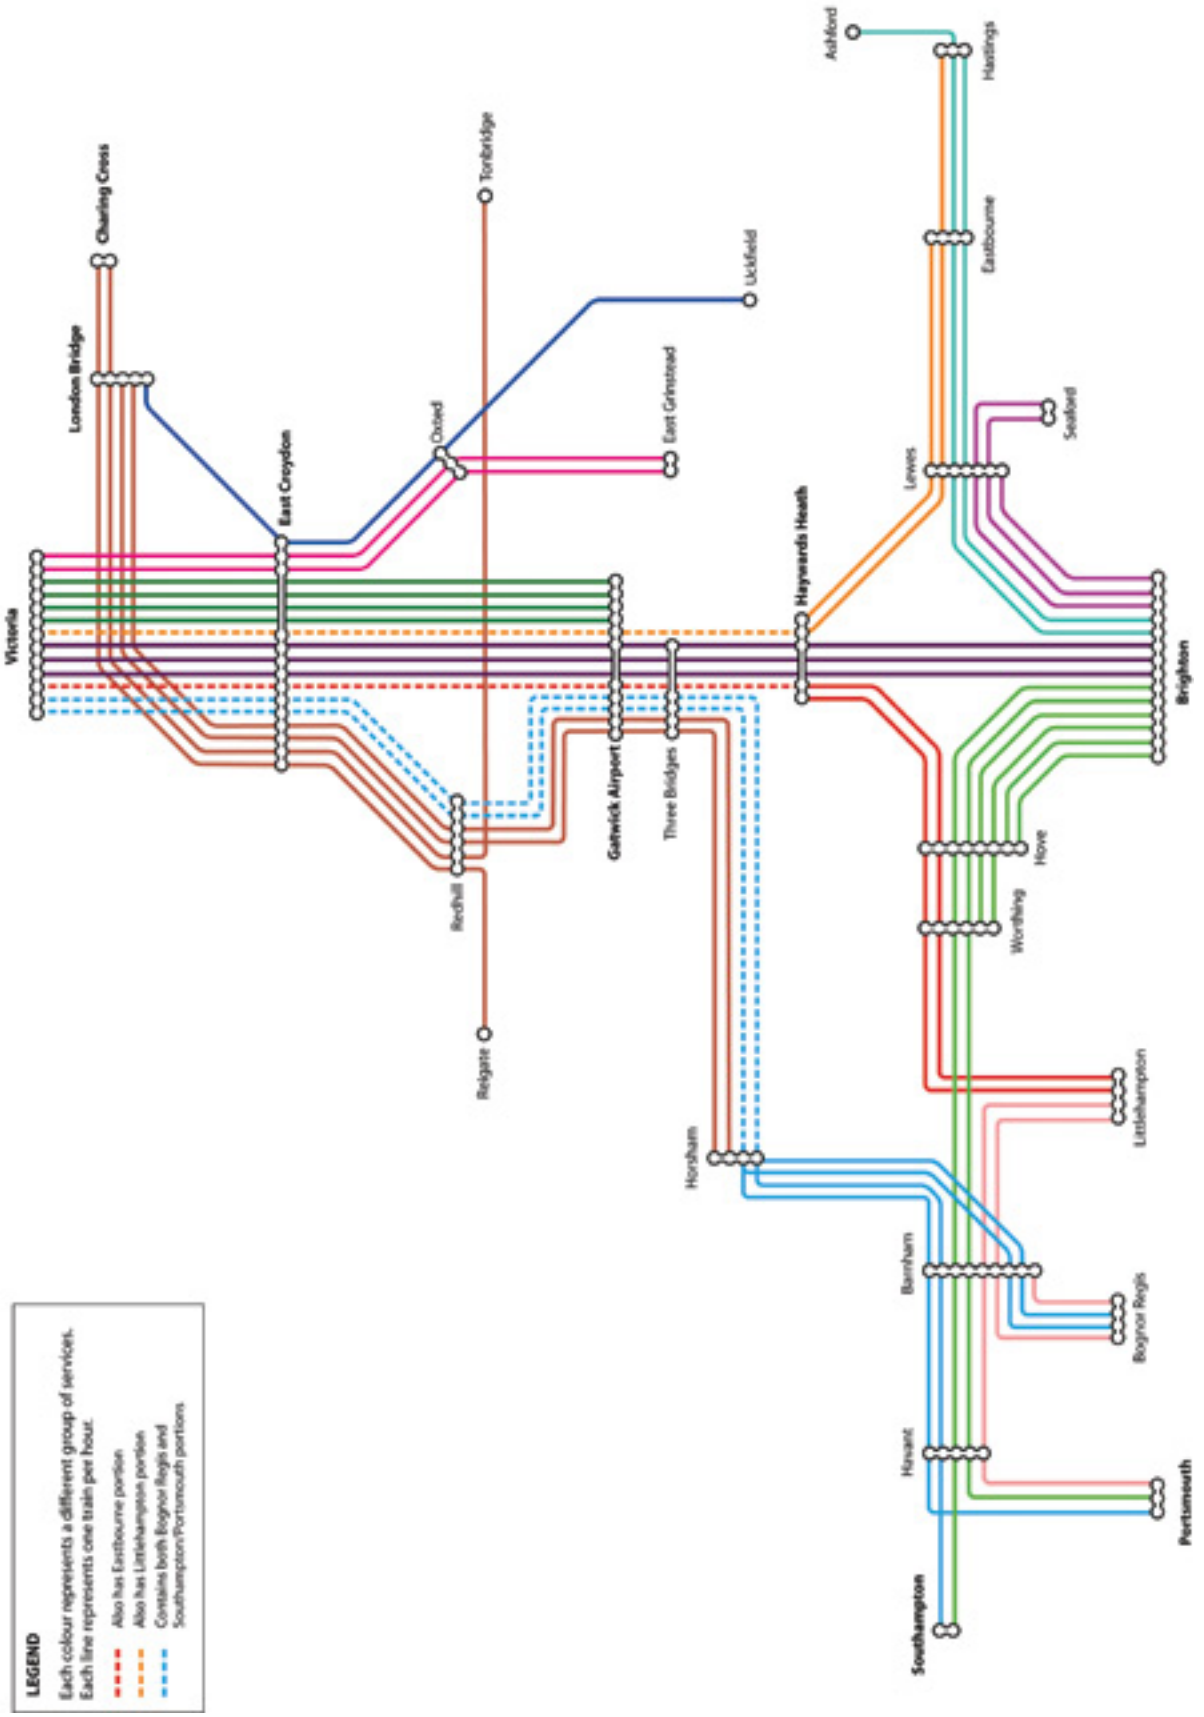 Ashford
Hastings
Charing Cross
Tonbridge
Eastbourne
Uckfield
London Bridge
East Grinstead
Seaford
Oxted
Lewes
East Croydon
Haywards Heath
Victoria
Brighton
Gatwick Airport
Three Bridges
Redhill
Hove
Worthing
Reigate
Littlehampton
Horsham
Barnham
Bognor Regis
Havant
Portsmouth
Southampton
LEGEND
Each colour represents a different group of services.
Each line represents one train per hour.
Also has Eastbourne portion
Also has Littlehampton portion
Contains both Bognor Regis and
Southampton/Portsmouth portions